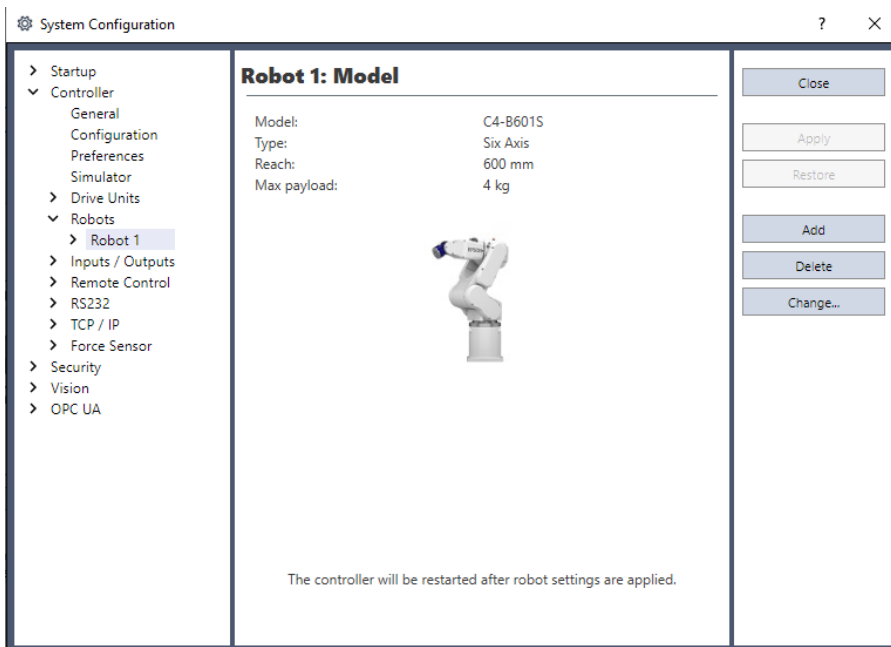 System Configuration
?
Startup
Controller
General
Configuration
Preferences
Simulator
Drive Units
Robots
Robot 1
Inputs / Outputs
Remote Control
RS232
TCP / IP
Force Sensor
Security
Vision
OPC UA
Robot 1: Model
Model: C4-B601S
Type: Six Axis
Reach: 600 mm
Max payload: 4 kg
EPSON
The controller will be restarted after robot settings are applied.
Close
Apply
Restore
Add
Delete
Change...